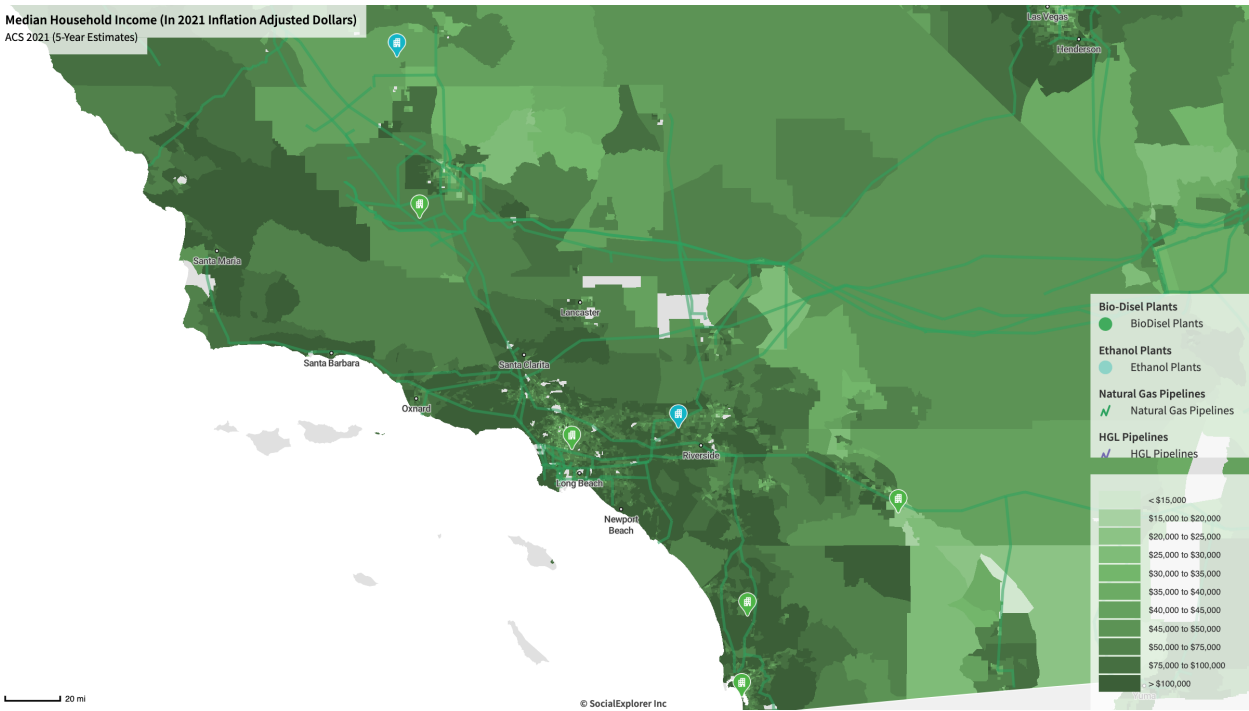 Median Household Income (In 2021 Inflation Adjusted Dollars)
ACS 2021 (5-Year Estimates)
Las Vegas
Henderson
Santa Maria
Lancaster
Santa Barbara
Santa Clarita
Oxnard
Riverside
Long Beach
Newport
Beach
Bio-Disel Plants
BioDisel Plants
Ethanol Plants
Ethanol Plants
Natural Gas Pipelines
Natural Gas Pipelines
HGL Pipelines
HGL Pipelines
< $15,000
$15,000 to $20,000
$20,000 to $25,000
$25,000 to $30,000
$30,000 to $35,000
$35,000 to $40,000
$40,000 to $45,000
$45,000 to $50,000
$50,000 to $75,000
$75,000 to $100,000
> $100,000
20 mi
© SocialExplorer Inc